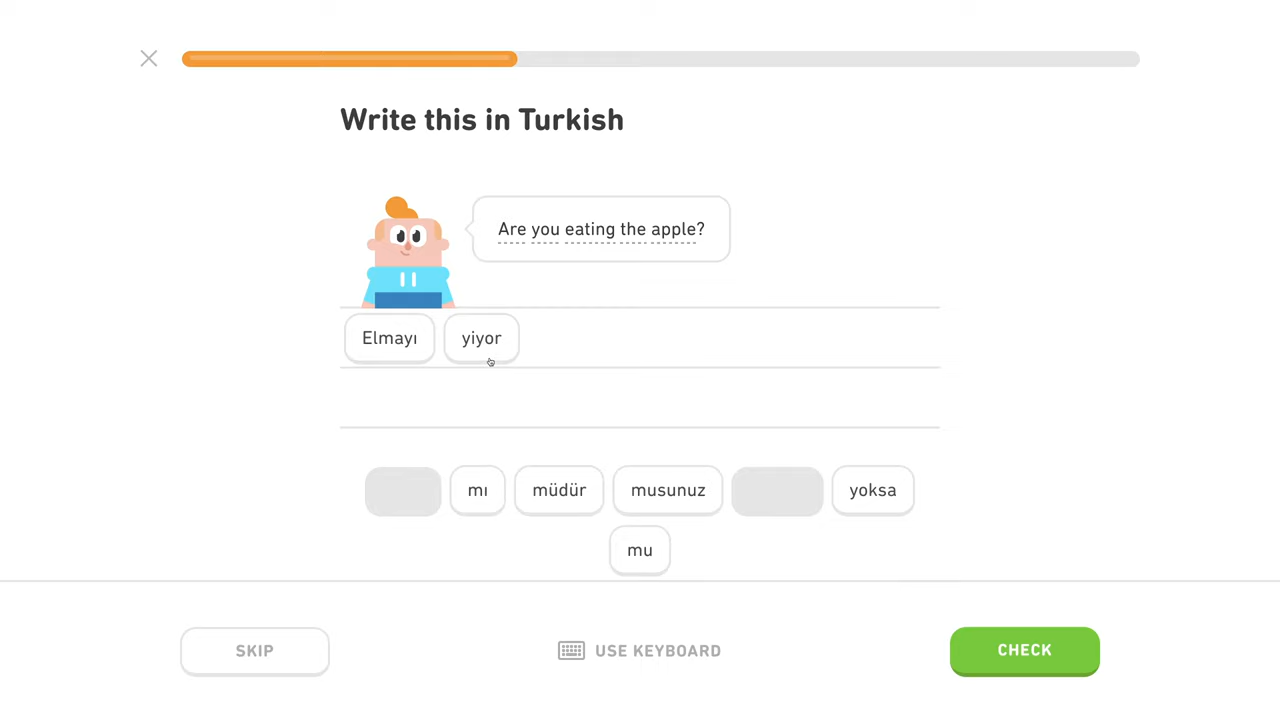 Write this in Turkish
Are you eating the apple?
Elmayı yiyor
mı müdür musunuz yoksa
mu
SKIP USE KEYBOARD CHECK